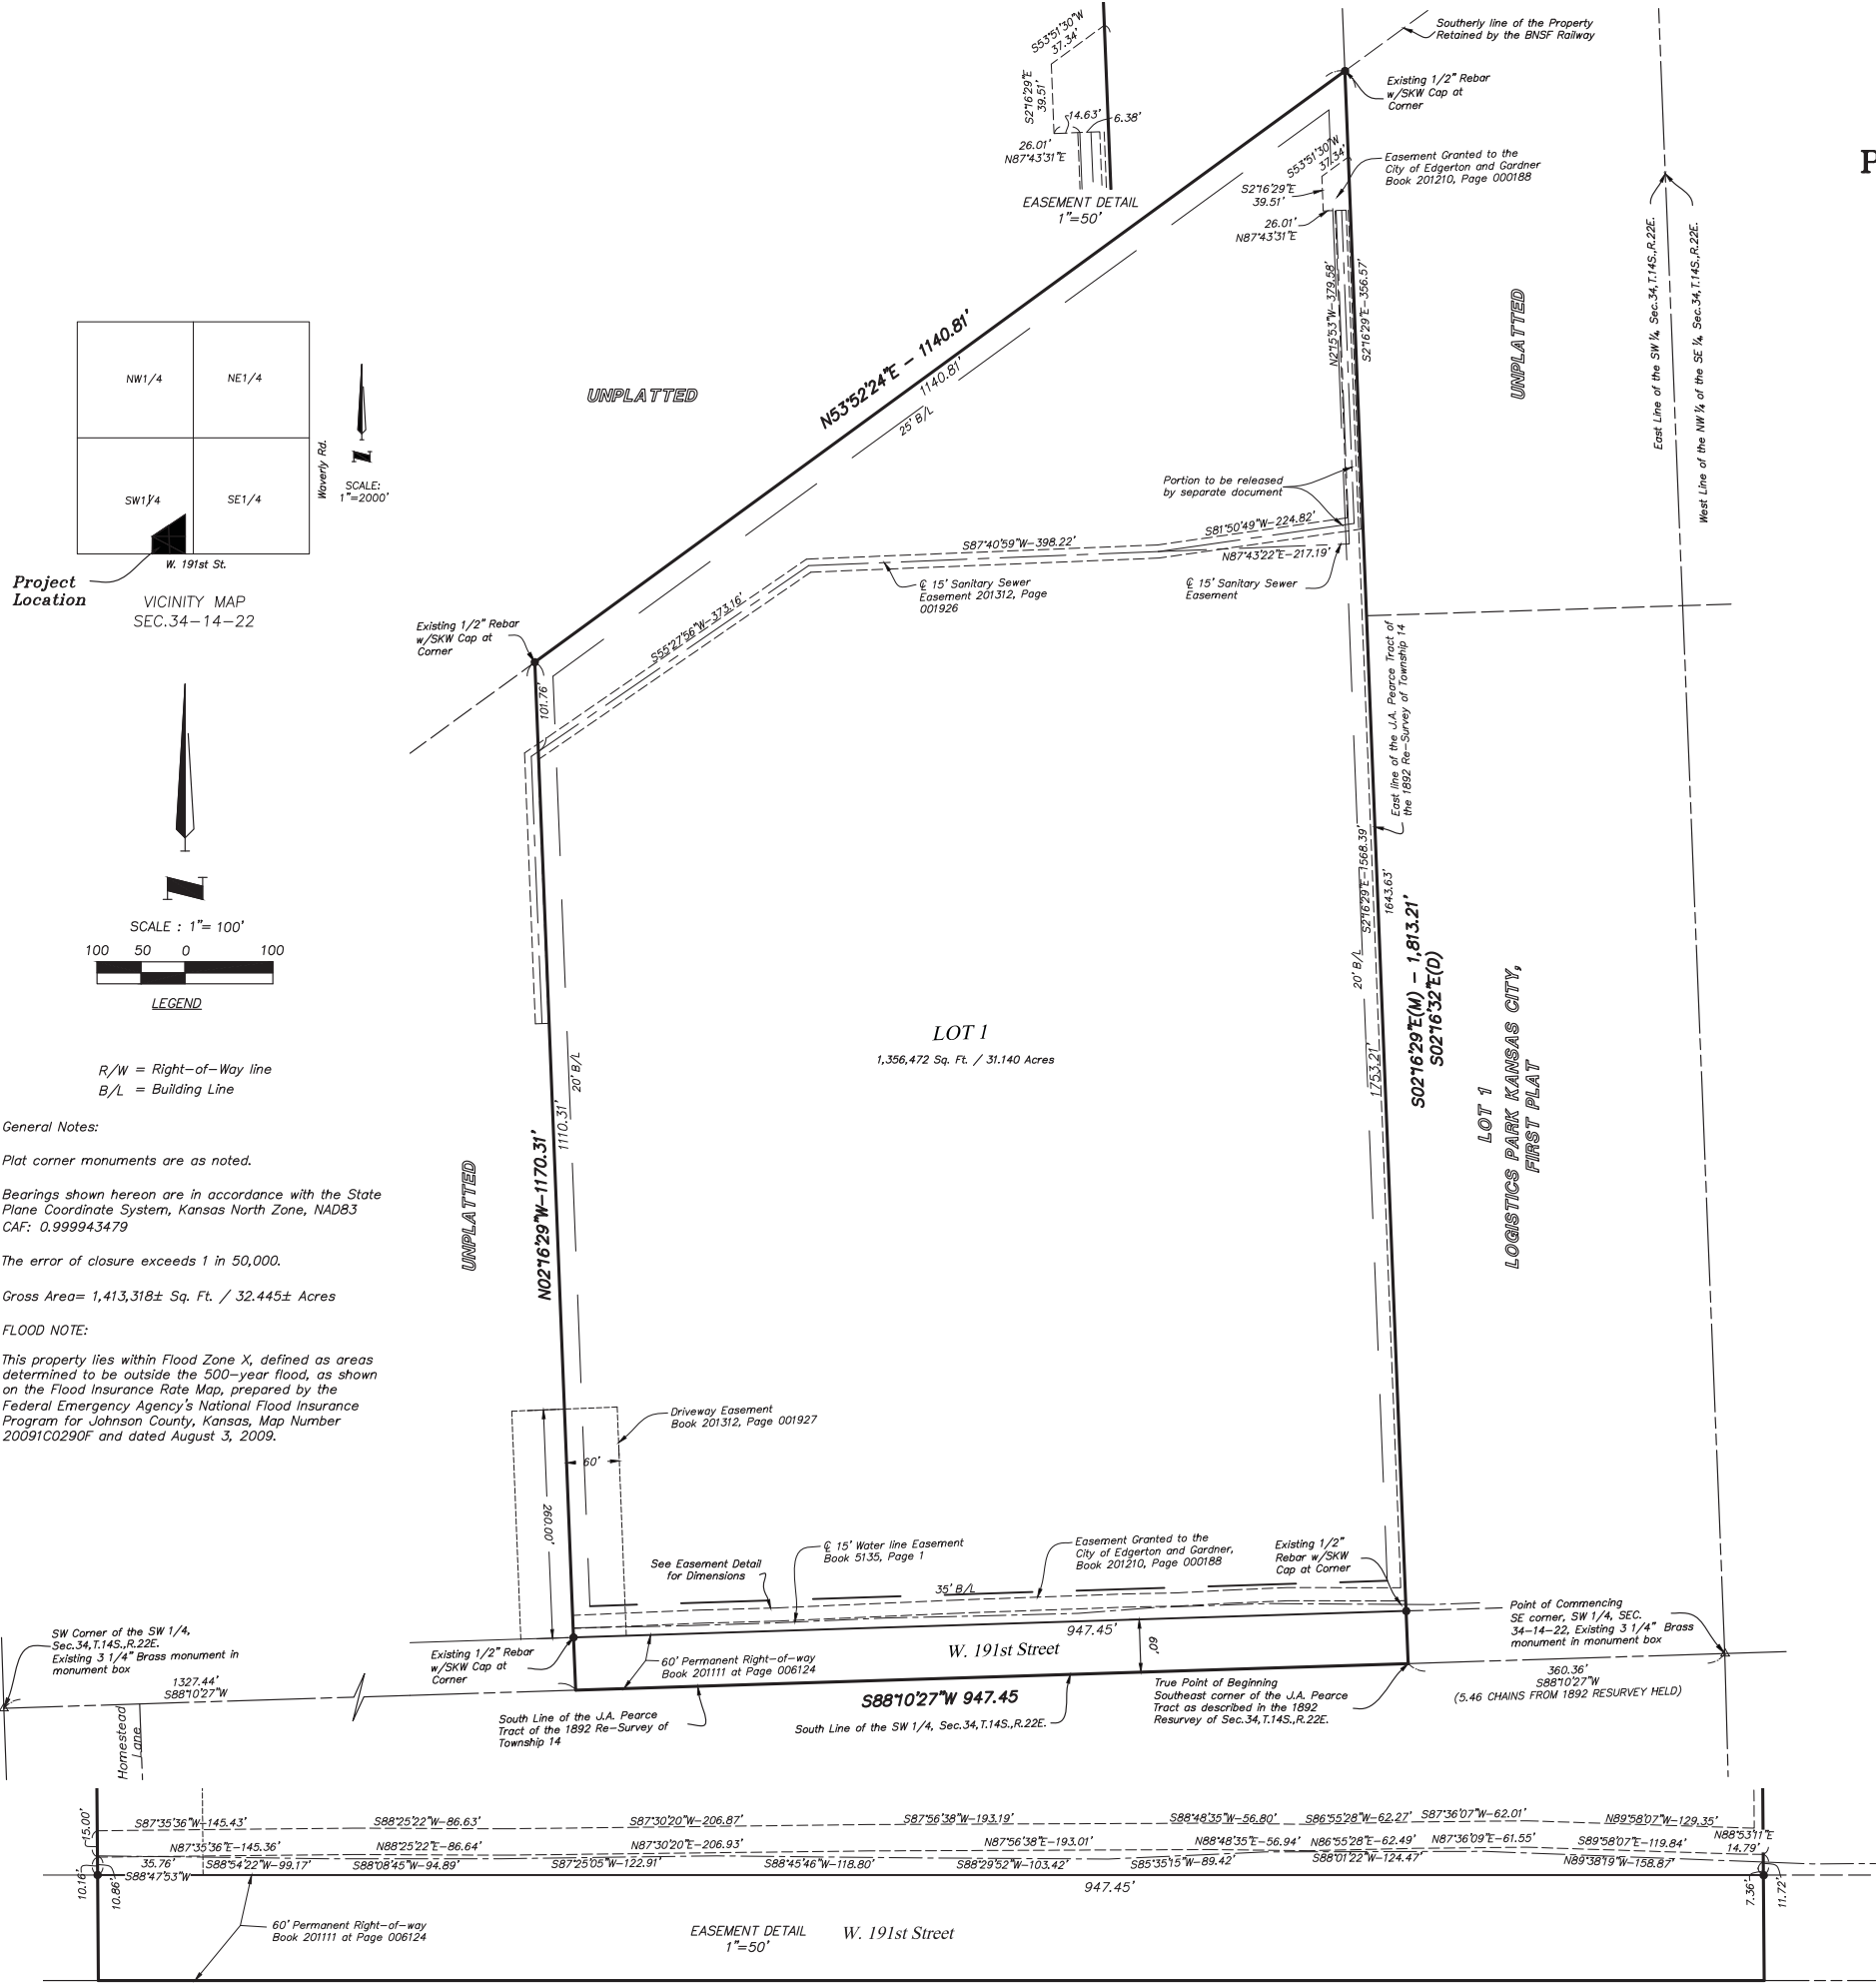 S53°51'30"W
37.34'
S2°16'29"E
39.51'
14.63'
6.38'
26.01'
N87°43'31"E
EASEMENT DETAIL
1"=50'
Southerly line of the Property
Retained by the BNSF Railway
Existing 1/2" Rebar
w/SKW Cap at
Corner
P
S53°51'30"W
37.34'
Easement Granted to the
City of Edgerton and Gardner
Book 201210, Page 000188
S2°16'29"E
39.51'
26.01'
N87°43'31"E
N2°15'53"W-379.58'
S2°16'29"E-356.57'
UNPLATTED
East Line of the SW ¼, Sec.34,T.14S.,R.22E.
West Line of the NW ¼ of the SE ¼, Sec.34,T.14S.,R.22E.
NW1/4
NE1/4
SW1/4
SE1/4
Waverly Rd.
N
SCALE:
1"=2000'
W. 191st St.
Project
Location
VICINITY MAP
SEC.34-14-22
UNPLATTED
N53°52'24"E - 1140.81'
1140.81'
25' B/L
Portion to be released
by separate document
S87°40'59"W-398.22'
S81°50'49"W-224.82'
N87°43'22"E-217.19'
℄ 15' Sanitary Sewer
Easement 201312, Page
001926
℄ 15' Sanitary Sewer
Easement
Existing 1/2" Rebar
w/SKW Cap at
Corner
S55°27'56"W-373.16'
101.76'
East line of the J.A. Pearce Tract of
the 1892 Re-Survey of Township 14
N
SCALE : 1"= 100'
100 50 0 100
LEGEND
R/W = Right-of-Way line
B/L = Building Line
General Notes:
Plat corner monuments are as noted.
Bearings shown hereon are in accordance with the State
Plane Coordinate System, Kansas North Zone, NAD83
CAF: 0.999943479
The error of closure exceeds 1 in 50,000.
Gross Area= 1,413,318± Sq. Ft. / 32.445± Acres
FLOOD NOTE:
This property lies within Flood Zone X, defined as areas
determined to be outside the 500-year flood, as shown
on the Flood Insurance Rate Map, prepared by the
Federal Emergency Agency's National Flood Insurance
Program for Johnson County, Kansas, Map Number
20091C0290F and dated August 3, 2009.
LOT 1
1,356,472 Sq. Ft. / 31.140 Acres
20' B/L
1110.31'
N02°16'29"W-1170.31'
UNPLATTED
S2°16'29"E-1568.39'
1643.63'
20' B/L
1753.21'
S02°16'29"E(M) - 1,813.21'
S02°16'32"E(D)
LOT 1
LOGISTICS PARK KANSAS CITY,
FIRST PLAT
Driveway Easement
Book 201312, Page 001927
60'
260.00'
See Easement Detail
for Dimensions
℄ 15' Water line Easement
Book 5135, Page 1
Easement Granted to the
City of Edgerton and Gardner,
Book 201210, Page 000188
Existing 1/2"
Rebar w/SKW
Cap at Corner
35' B/L
947.45'
W. 191st Street
60'
Point of Commencing
SE corner, SW 1/4, SEC.
34-14-22, Existing 3 1/4" Brass
monument in monument box
SW Corner of the SW 1/4,
Sec.34,T.14S.,R.22E.
Existing 3 1/4" Brass monument in
monument box
1327.44'
S88°10'27"W
Homestead
Lane
Existing 1/2" Rebar
w/SKW Cap at
Corner
60' Permanent Right-of-way
Book 201111 at Page 006124
S88°10'27"W 947.45
South Line of the J.A. Pearce
Tract of the 1892 Re-Survey of
Township 14
South Line of the SW 1/4, Sec.34,T.14S.,R.22E.
True Point of Beginning
Southeast corner of the J.A. Pearce
Tract as described in the 1892
Resurvey of Sec.34,T.14S.,R.22E.
360.36'
S88°10'27"W
(5.46 CHAINS FROM 1892 RESURVEY HELD)
15.00'
S87°35'36"W-145.43'
S88°25'22"W-86.63'
S87°30'20"W-206.87'
S87°56'38"W-193.19'
S88°48'35"W-56.80'
S86°55'28"W-62.27'
S87°36'07"W-62.01'
N89°58'07"W-129.35'
N87°35'36"E-145.36'
N88°25'22"E-86.64'
N87°30'20"E-206.93'
N87°56'38"E-193.01'
N88°48'35"E-56.94'
N86°55'28"E-62.49'
N87°36'09"E-61.55'
S89°58'07"E-119.84'
N88°53'11"E
14.79'
35.76'
S88°47'53"W
S88°54'22"W-99.17'
S88°08'45"W-94.89'
S87°25'05"W-122.91'
S88°45'46"W-118.80'
S88°29'52"W-103.42'
S85°35'15"W-89.42'
S88°01'22"W-124.47'
N89°38'19"W-158.87'
10.16'
10.86'
947.45'
7.36'
11.72'
60' Permanent Right-of-way
Book 201111 at Page 006124
EASEMENT DETAIL
1"=50'
W. 191st Street